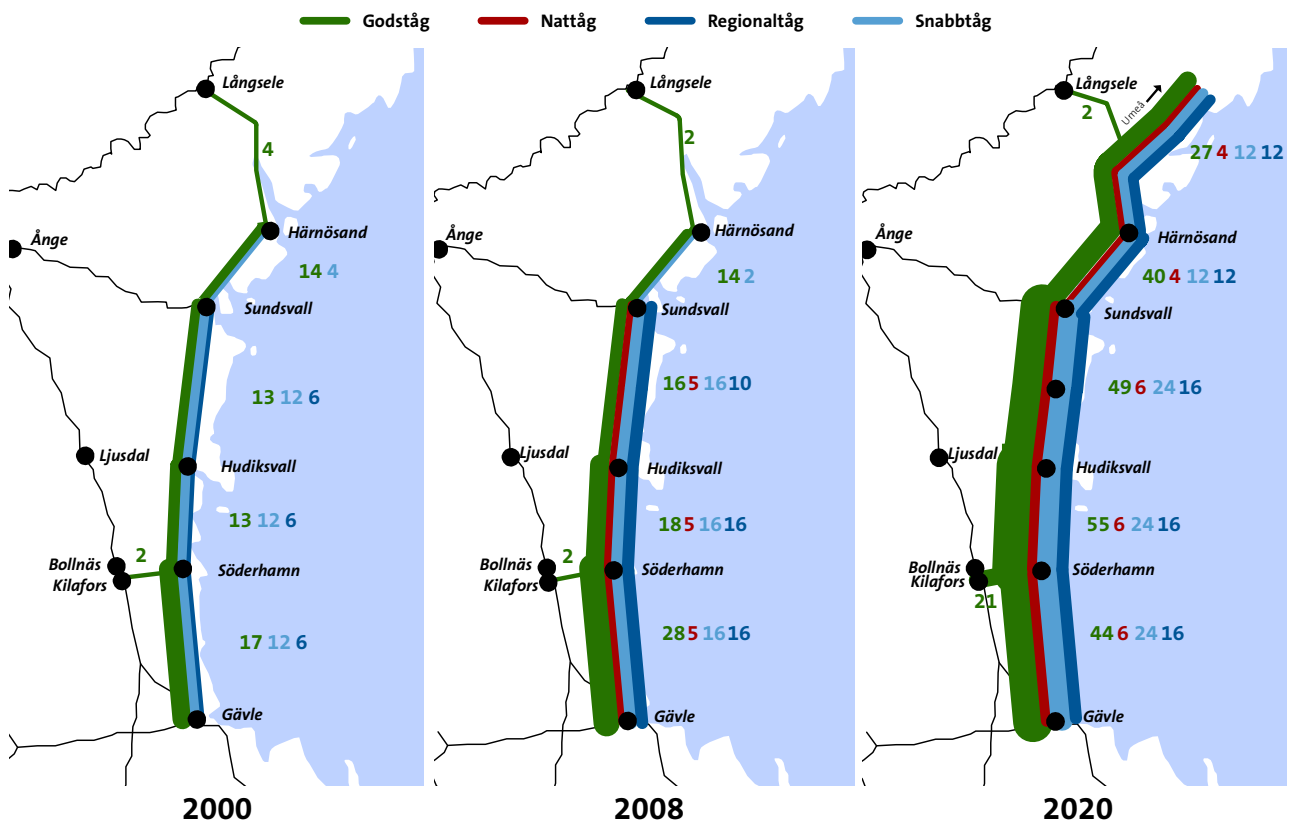 Godståg Nattåg Regionaltåg Snabbtåg
Långsele
4
Ånge
Härnösand
14 4
Sundsvall
13 12 6
Ljusdal
Hudiksvall
13 12 6
2
Bollnäs
Kilafors
Söderhamn
17 12 6
Gävle
2000
Långsele
2
Ånge
Härnösand
14 2
Sundsvall
16 5 16 10
Ljusdal
Hudiksvall
18 5 16 16
2
Bollnäs
Kilafors
Söderhamn
28 5 16 16
Gävle
2008
Långsele
2
Umeå
27 4 12 12
Ånge
Härnösand
40 4 12 12
Sundsvall
49 6 24 16
Ljusdal
Hudiksvall
55 6 24 16
Bollnäs
Kilafors
21
Söderhamn
44 6 24 16
Gävle
2020